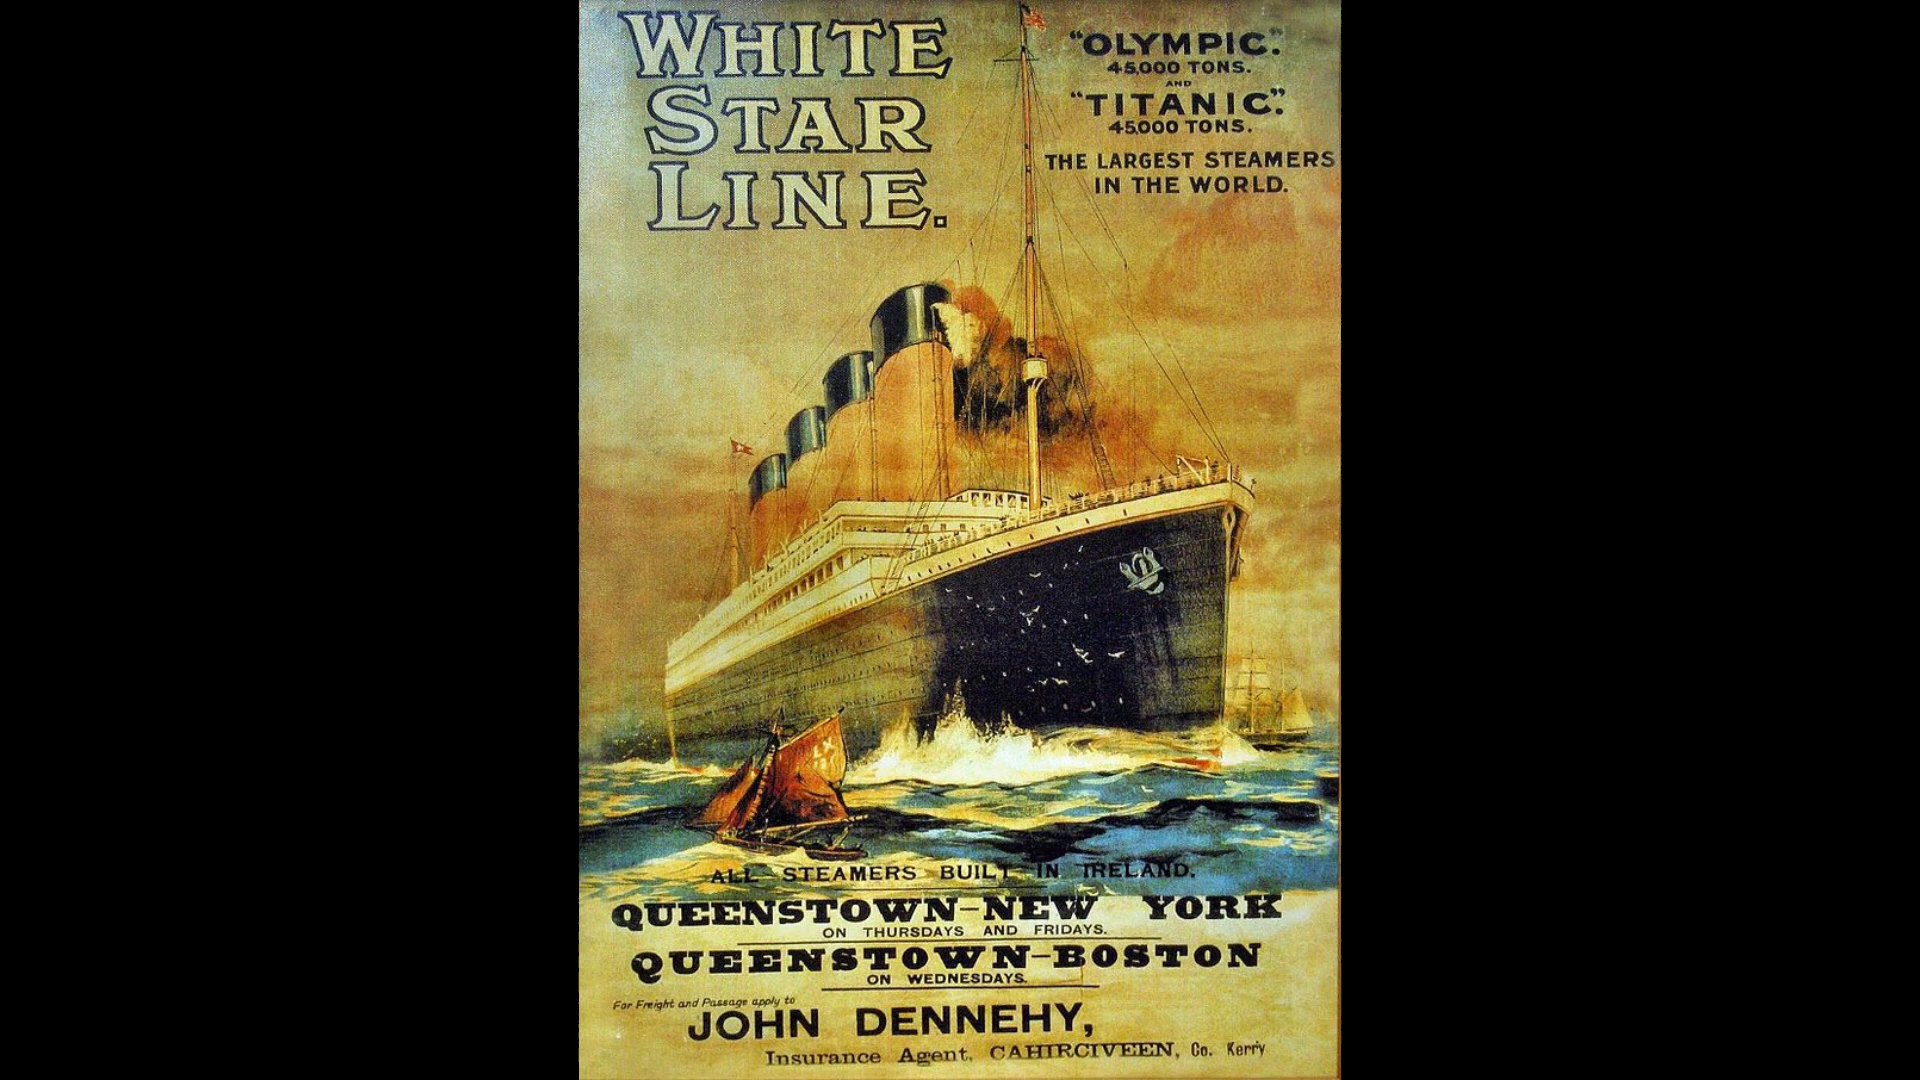 WHITE
STAR
LINE.
"OLYMPIC."
45,000 TONS.
AND
"TITANIC."
45,000 TONS.
THE LARGEST STEAMERS
IN THE WORLD.
LX
ALL STEAMERS BUILT IN IRELAND.
QUEENSTOWN-NEW YORK
ON THURSDAYS AND FRIDAYS.
QUEENSTOWN-BOSTON
ON WEDNESDAYS.
For Freight and Passage apply to
JOHN DENNEHY,
Insurance Agent, CAHIRCIVEEN, Co. Kerry